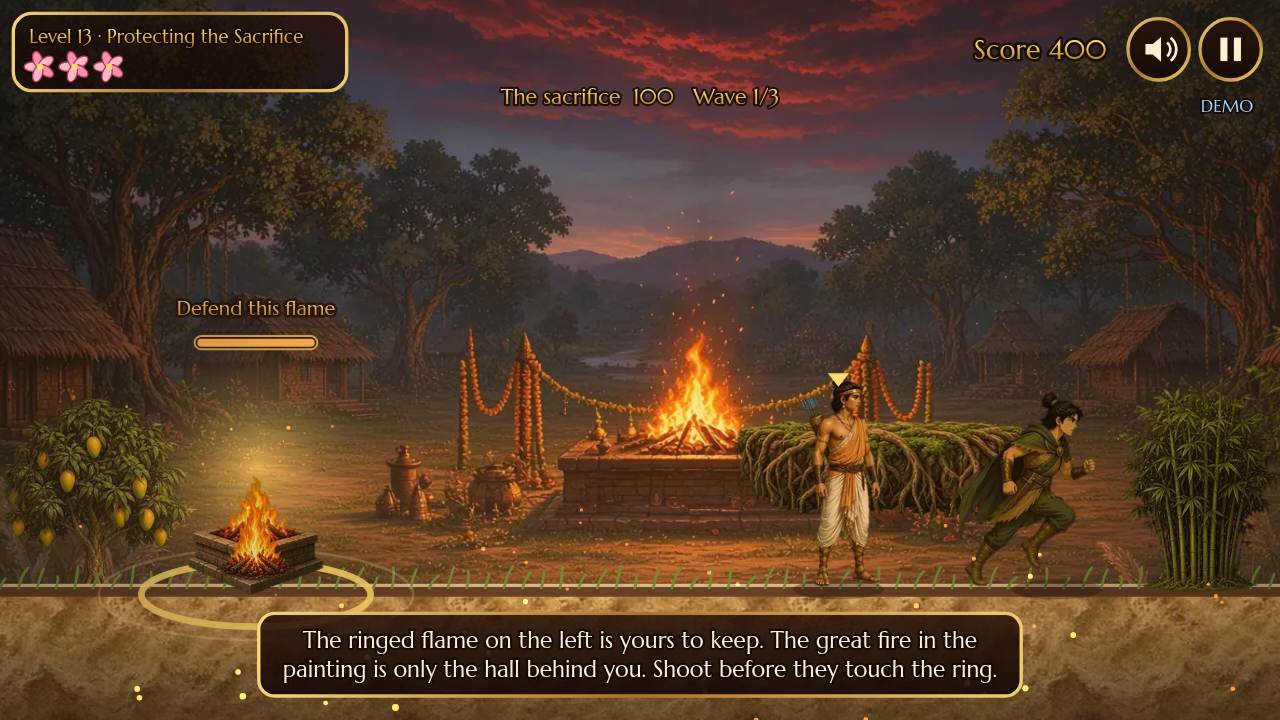 Level 13 · Protecting the Sacrifice
Score 400
The sacrifice 100 Wave 1/3
DEMO
Defend this flame
The ringed flame on the left is yours to keep. The great fire in the
painting is only the hall behind you. Shoot before they touch the ring.